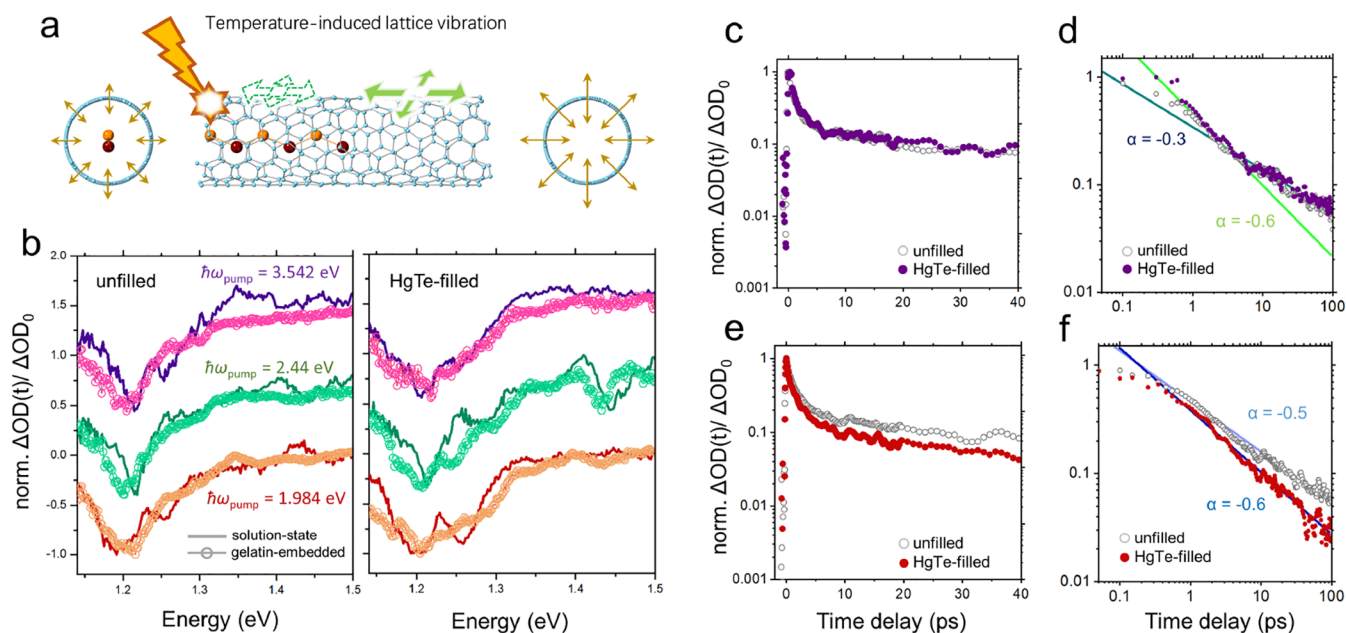 a
Temperature-induced lattice vibration
b
norm. ΔOD(t)/ ΔOD₀
2.0
1.5
1.0
0.5
0.0
-0.5
-1.0
unfilled
ħω_pump = 3.542 eV
ħω_pump = 2.44 eV
ħω_pump = 1.984 eV
solution-state
gelatin-embedded
1.2
1.3
1.4
1.5
Energy (eV)
HgTe-filled
1.2
1.3
1.4
1.5
Energy (eV)
c
norm. ΔOD(t)/ ΔOD₀
1
0.1
0.01
0.001
unfilled
HgTe-filled
0
10
20
30
40
d
1
0.1
0.01
α = -0.3
α = -0.6
unfilled
HgTe-filled
0.1
1
10
100
e
norm. ΔOD(t)/ ΔOD₀
1
0.1
0.01
0.001
unfilled
HgTe-filled
0
10
20
30
40
Time delay (ps)
f
1
0.1
0.01
α = -0.5
α = -0.6
unfilled
HgTe-filled
0.1
1
10
100
Time delay (ps)